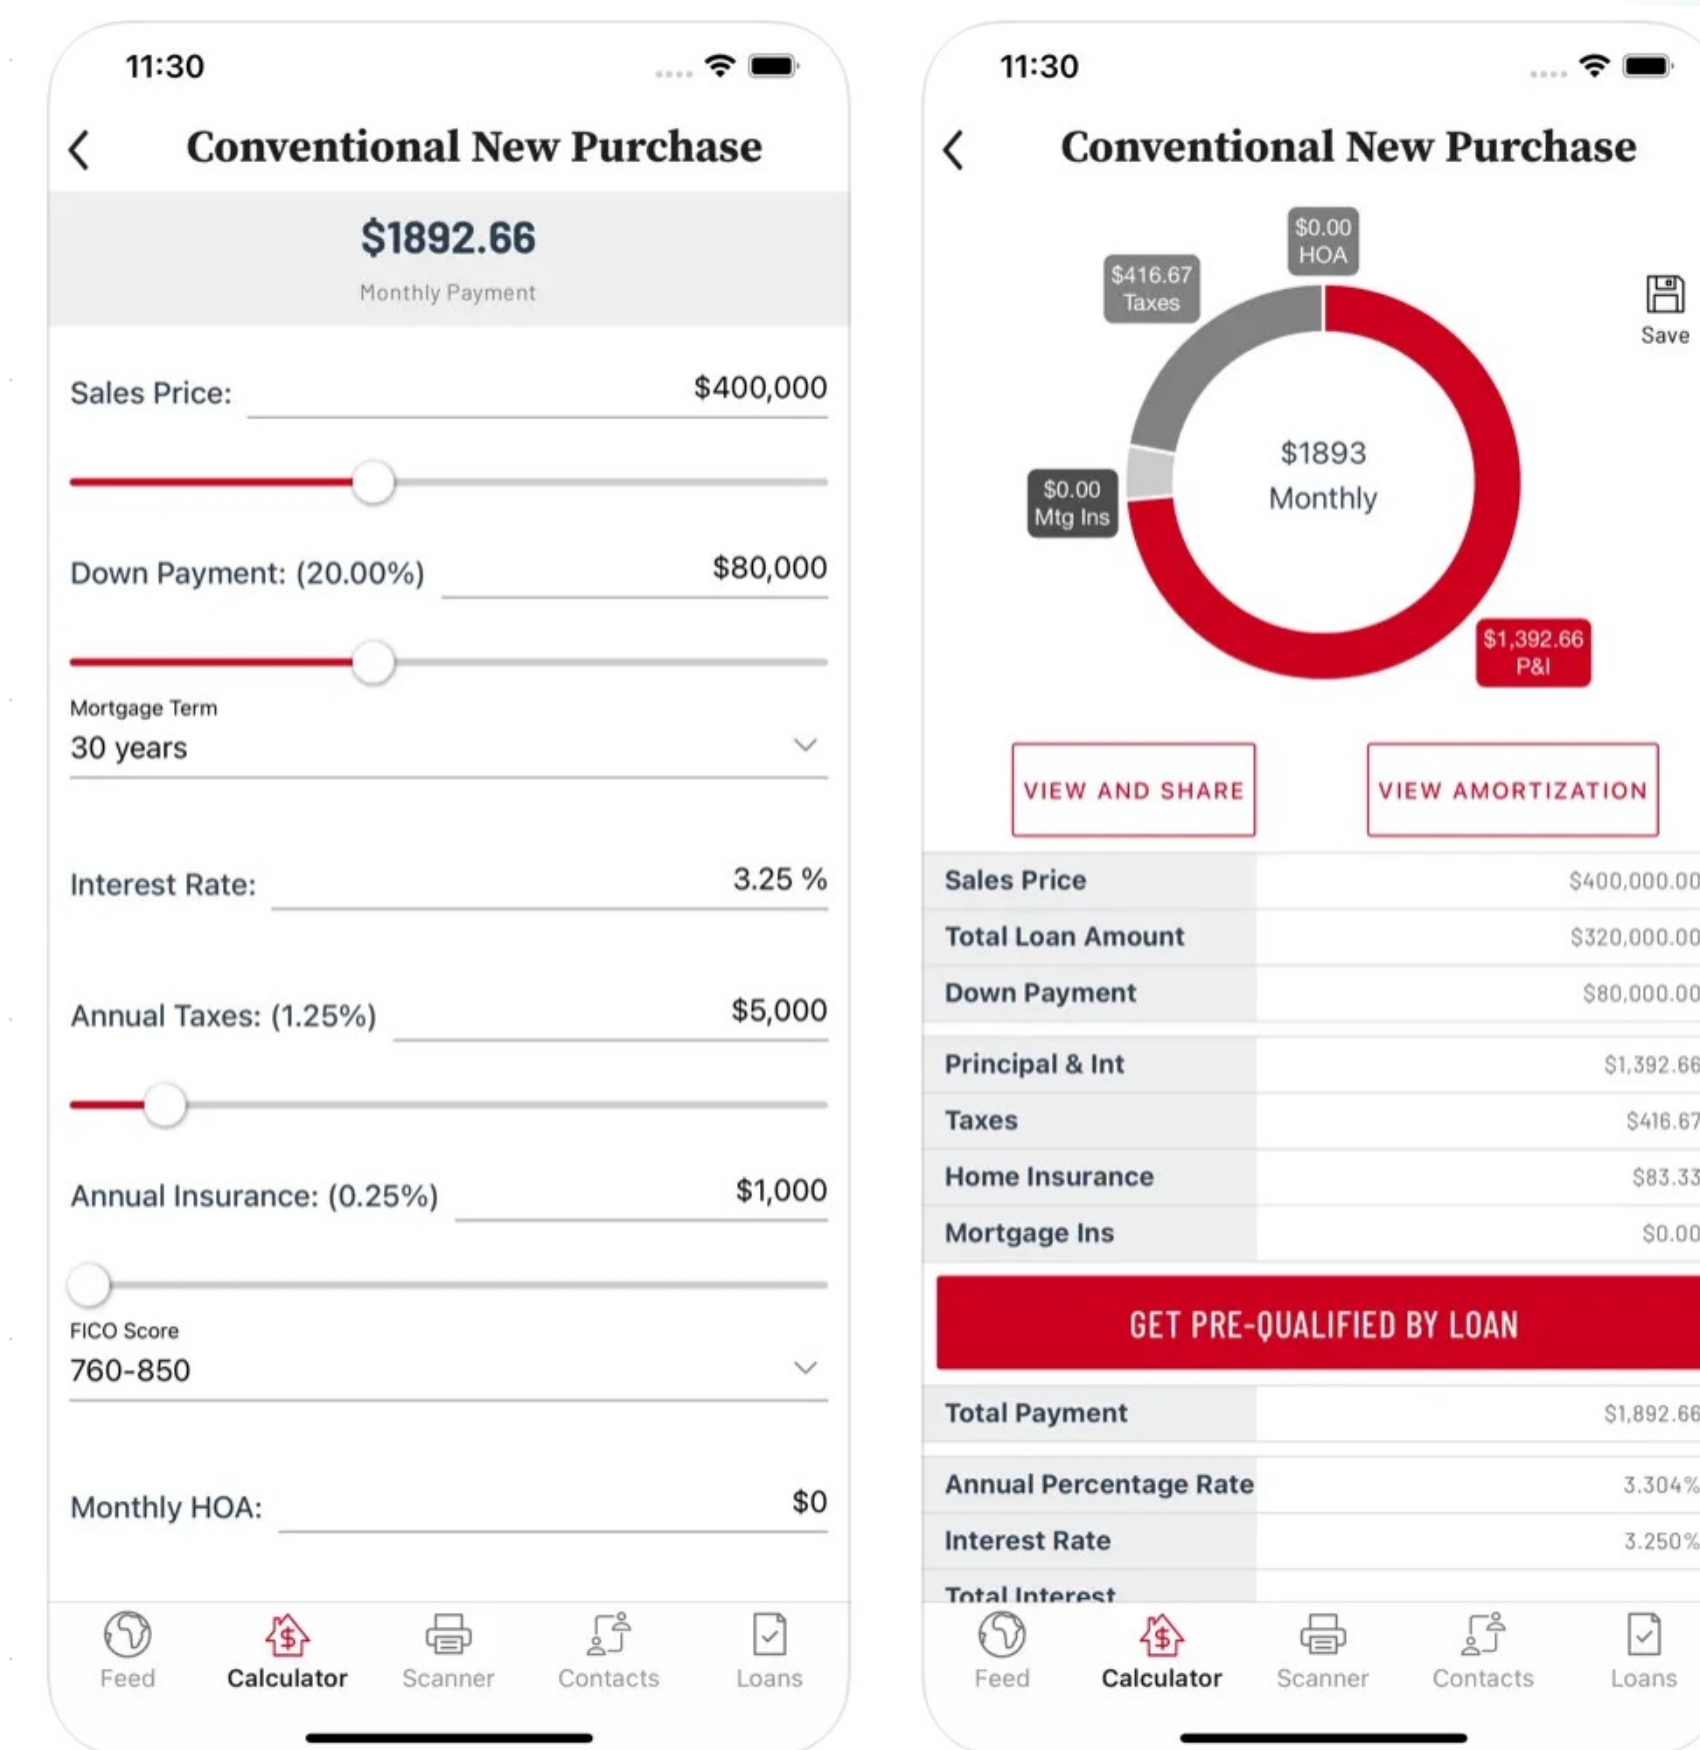 11:30
Conventional New Purchase
$1892.66
Monthly Payment
Sales Price: $400,000
Down Payment: (20.00%) $80,000
Mortgage Term
30 years
Interest Rate: 3.25 %
Annual Taxes: (1.25%) $5,000
Annual Insurance: (0.25%) $1,000
FICO Score
760-850
Monthly HOA: $0
Feed Calculator Scanner Contacts Loans
11:30
Conventional New Purchase
$0.00
HOA
$416.67
Taxes
Save
$1893
Monthly
$0.00
Mtg Ins
$1,392.66
P&I
VIEW AND SHARE VIEW AMORTIZATION
Sales Price $400,000.00
Total Loan Amount $320,000.00
Down Payment $80,000.00
Principal & Int $1,392.66
Taxes $416.67
Home Insurance $83.33
Mortgage Ins $0.00
GET PRE-QUALIFIED BY LOAN
Total Payment $1,892.66
Annual Percentage Rate 3.304%
Interest Rate 3.250%
Total Interest
Feed Calculator Scanner Contacts Loans